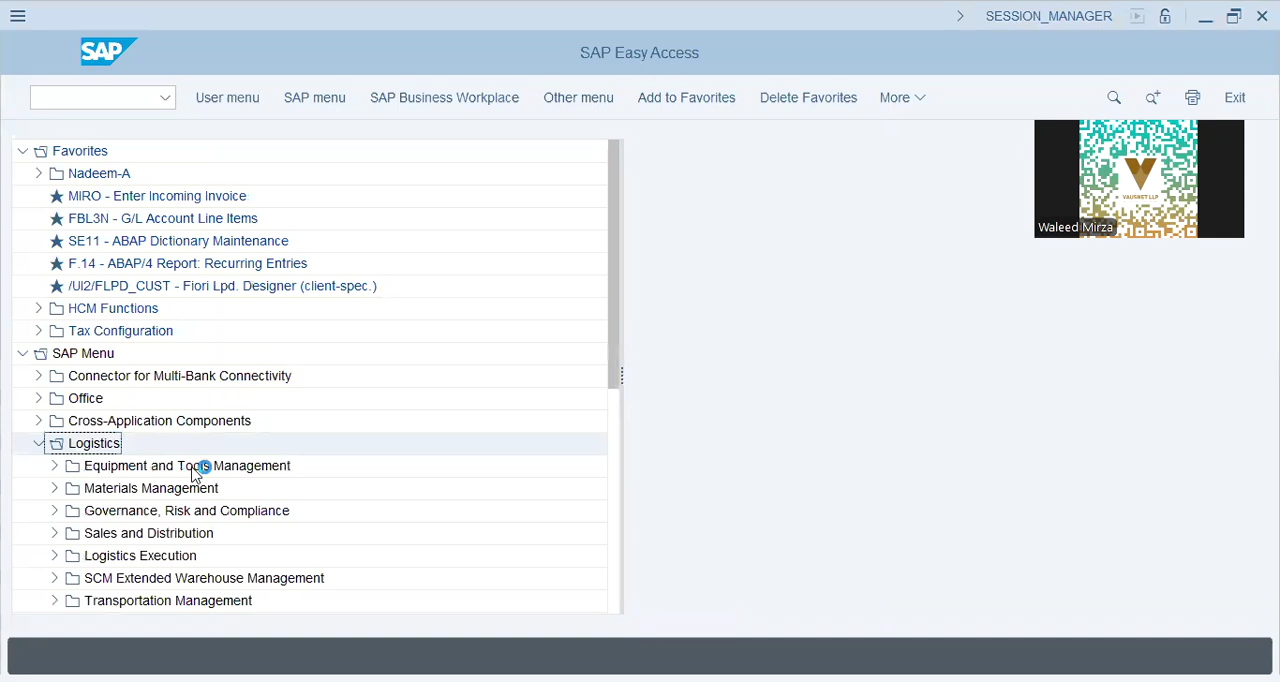 SESSION_MANAGER
SAP
SAP Easy Access
User menu
SAP menu
SAP Business Workplace
Other menu
Add to Favorites
Delete Favorites
More
Exit
Favorites
Nadeem-A
MIRO - Enter Incoming Invoice
FBL3N - G/L Account Line Items
SE11 - ABAP Dictionary Maintenance
F.14 - ABAP/4 Report: Recurring Entries
/UI2/FLPD_CUST - Fiori Lpd. Designer (client-spec.)
HCM Functions
Tax Configuration
SAP Menu
Connector for Multi-Bank Connectivity
Office
Cross-Application Components
Logistics
Equipment and Tools Management
Materials Management
Governance, Risk and Compliance
Sales and Distribution
Logistics Execution
SCM Extended Warehouse Management
Transportation Management
VAUSNET LLP
Waleed Mirza